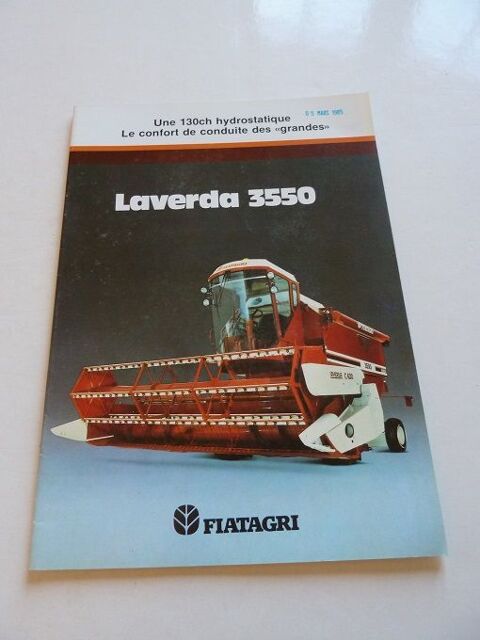 Une 130ch hydrostatique
Le confort de conduite des «grandes»
Laverda 3550
FIATAGRI